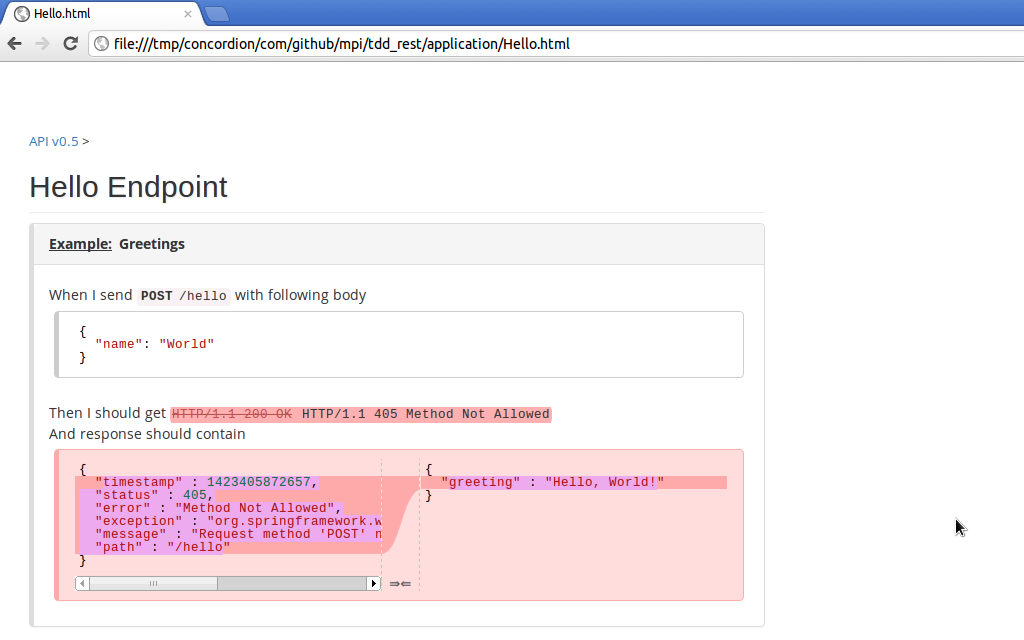 Hello.html
file:///tmp/concordion/com/github/mpi/tdd_rest/application/Hello.html
API v0.5 >
Hello Endpoint
Example: Greetings
When I send POST /hello with following body
{
"name": "World"
}
Then I should get HTTP/1.1 200 OK HTTP/1.1 405 Method Not Allowed
And response should contain
{
"timestamp" : 1423405872657,
"status" : 405,
"error" : "Method Not Allowed",
"exception" : "org.springframework.w
"message" : "Request method 'POST' n
"path" : "/hello"
}
{
"greeting" : "Hello, World!"
}
⇒⇐